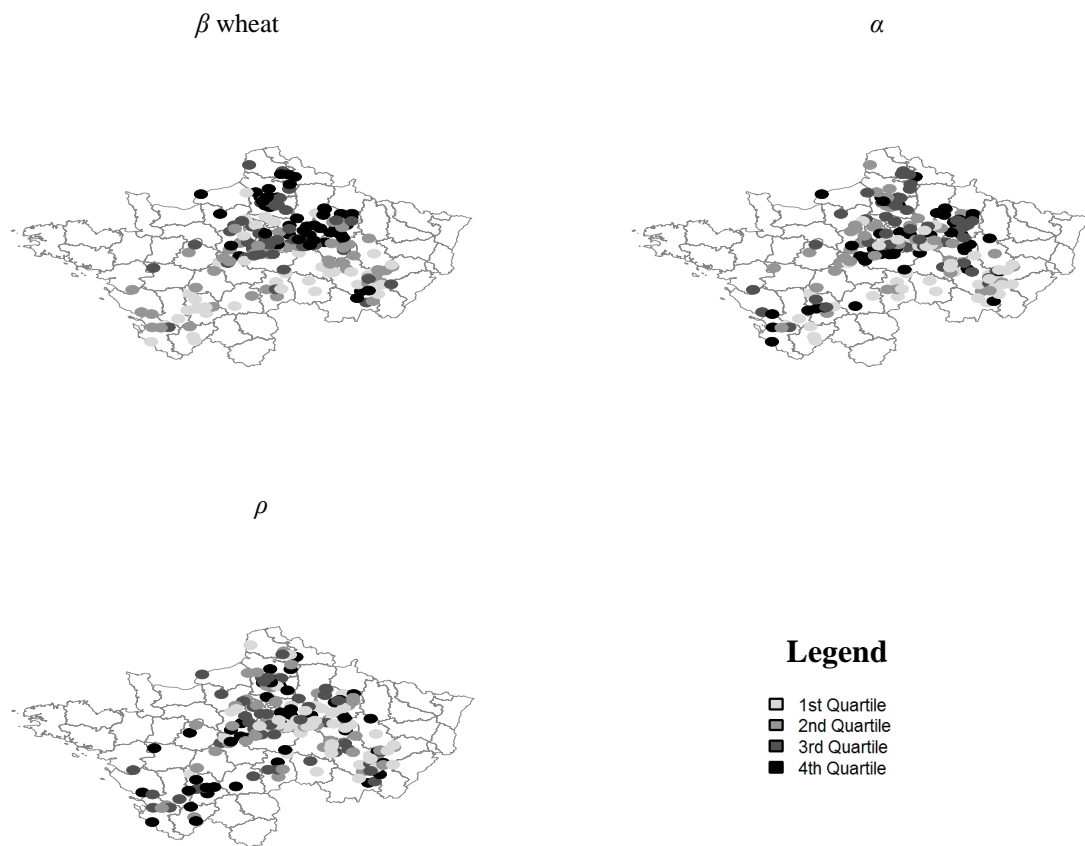 β wheat
α
ρ
Legend
1st Quartile
2nd Quartile
3rd Quartile
4th Quartile